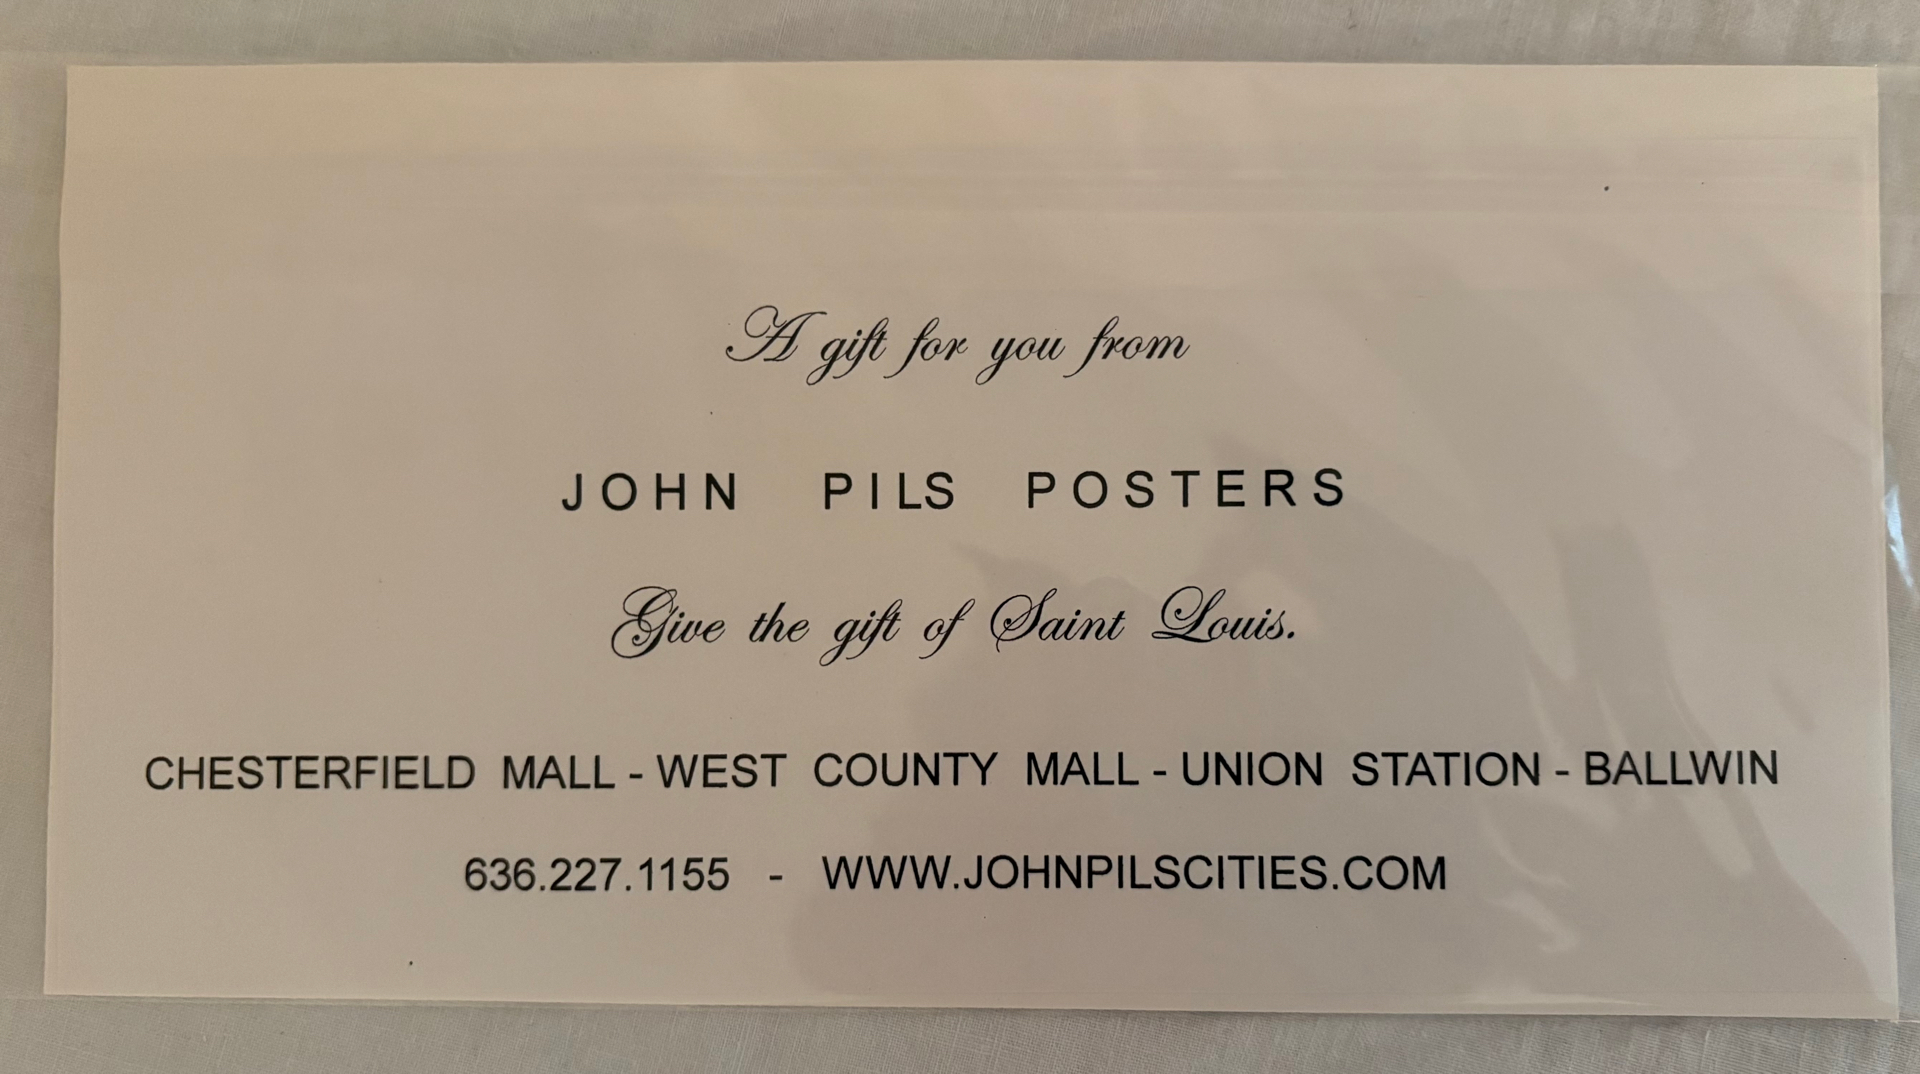 A gift for you from
JOHN PILS POSTERS
Give the gift of Saint Louis.
CHESTERFIELD MALL - WEST COUNTY MALL - UNION STATION - BALLWIN
636.227.1155 - WWW.JOHNPILSCITIES.COM